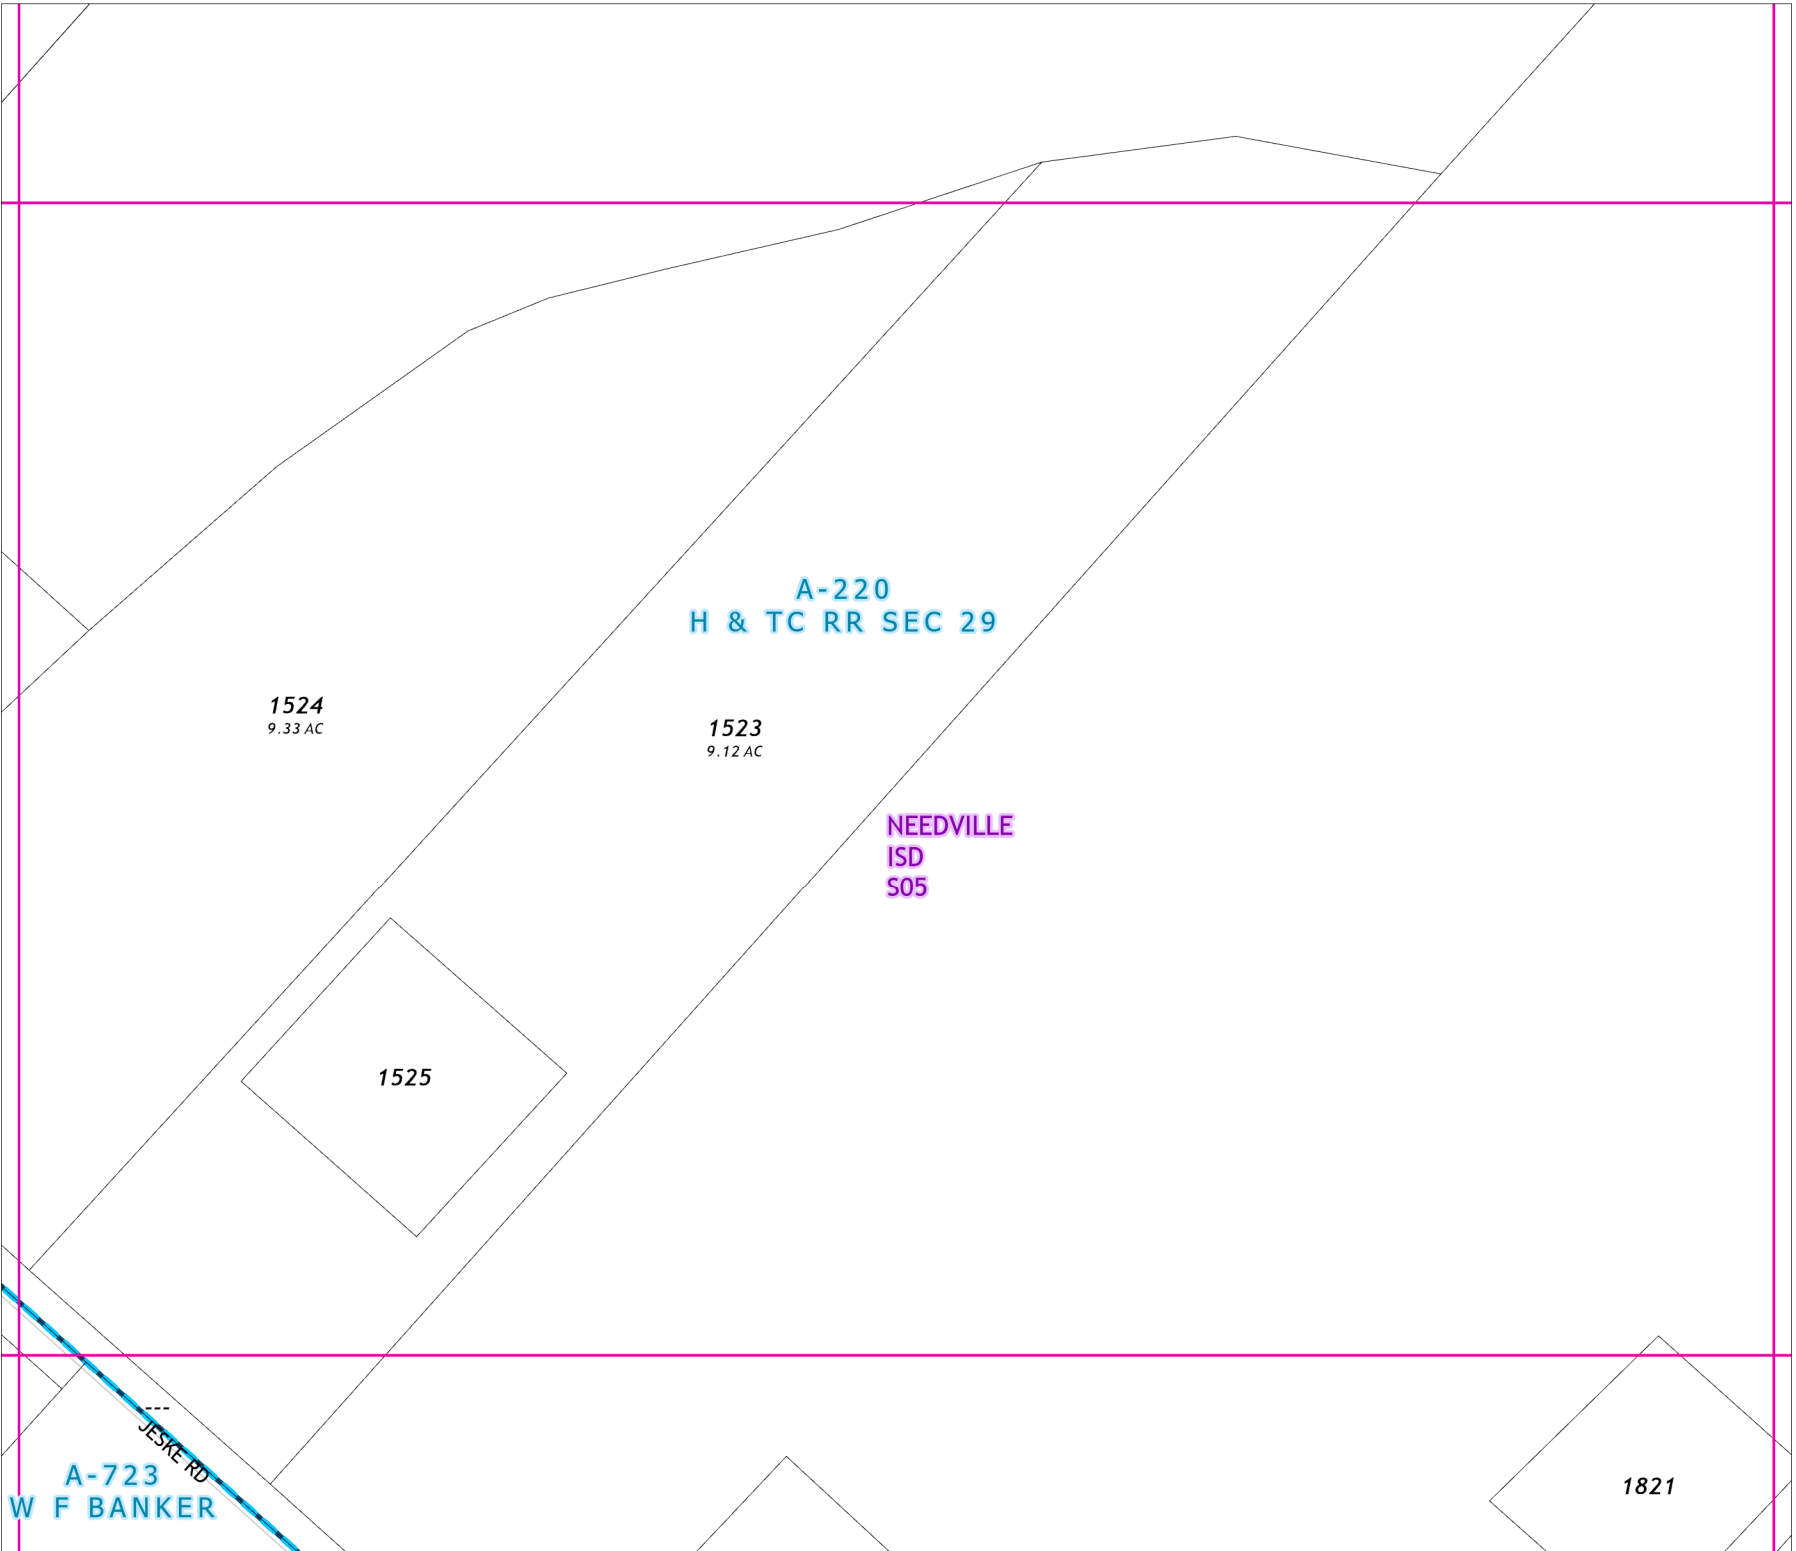 A-220
H & TC RR SEC 29
1524
9.33 AC
1523
9.12 AC
NEEDVILLE
ISD
S05
1525
---
JESKE RD
A-723
W F BANKER
1821